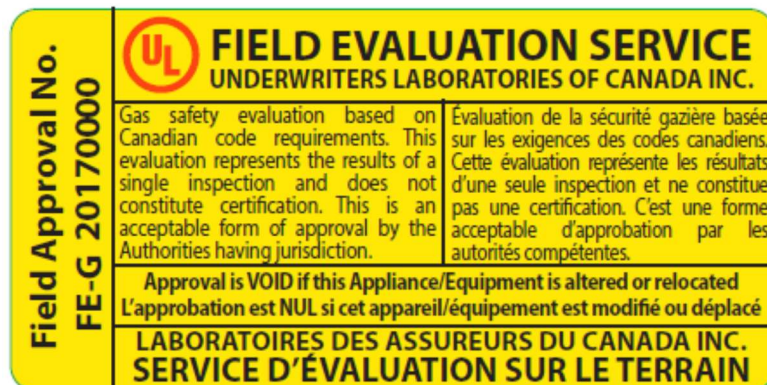 Field Approval No.
FE-G 20170000
UL
FIELD EVALUATION SERVICE
UNDERWRITERS LABORATORIES OF CANADA INC.
Gas safety evaluation based on
Canadian code requirements. This
evaluation represents the results of a
single inspection and does not
constitute certification. This is an
acceptable form of approval by the
Authorities having jurisdiction.
Évaluation de la sécurité gazière basée
sur les exigences des codes canadiens.
Cette évaluation représente les résultats
d'une seule inspection et ne constitue
pas une certification. C'est une forme
acceptable d'approbation par les
autorités compétentes.
Approval is VOID if this Appliance/Equipment is altered or relocated
L'approbation est NUL si cet appareil/équipement est modifié ou déplacé
LABORATOIRES DES ASSUREURS DU CANADA INC.
SERVICE D'ÉVALUATION SUR LE TERRAIN